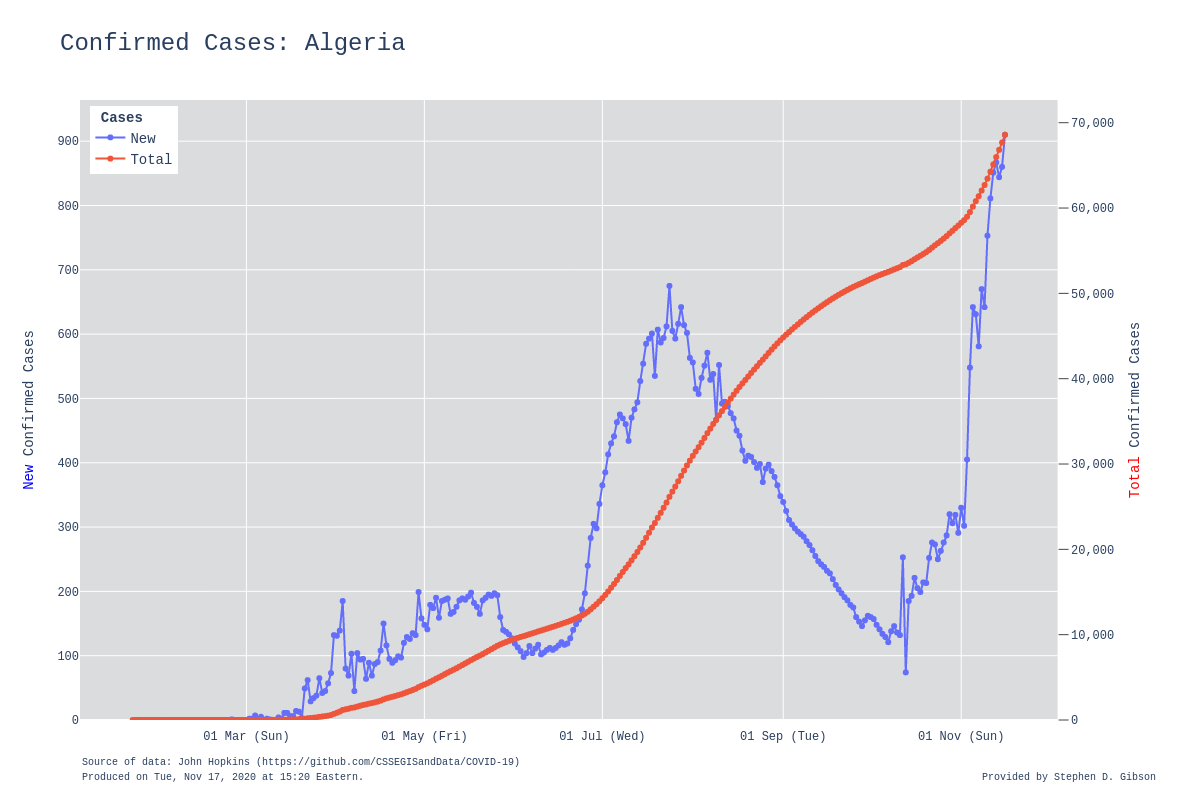 Confirmed Cases: Algeria
Cases
New
Total
900
800
700
600
500
400
300
200
100
0
New Confirmed Cases
70,000
60,000
50,000
40,000
30,000
20,000
10,000
0
Total Confirmed Cases
01 Mar (Sun)
01 May (Fri)
01 Jul (Wed)
01 Sep (Tue)
01 Nov (Sun)
Source of data: John Hopkins (https://github.com/CSSEGISandData/COVID-19)
Produced on Tue, Nov 17, 2020 at 15:20 Eastern.
Provided by Stephen D. Gibson